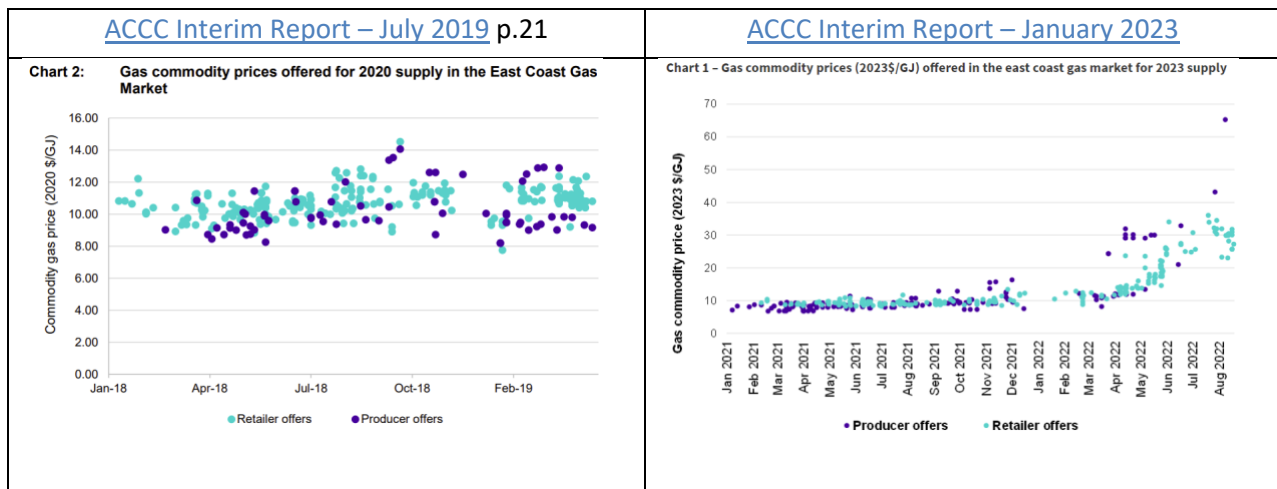 ACCC Interim Report – July 2019 p.21
Chart 2: Gas commodity prices offered for 2020 supply in the East Coast Gas
Market
Commodity gas price (2020 $/GJ)
16.00
14.00
12.00
10.00
8.00
6.00
4.00
2.00
0.00
Jan-18 Apr-18 Jul-18 Oct-18 Feb-19
Retailer offers Producer offers
ACCC Interim Report – January 2023
Chart 1 – Gas commodity prices (2023$/GJ) offered in the east coast gas market for 2023 supply
Gas commodity price (2023 $/GJ)
70
60
50
40
30
20
10
0
Jan 2021
Feb 2021
Mar 2021
Apr 2021
May 2021
Jun 2021
Jul 2021
Aug 2021
Sep 2021
Oct 2021
Nov 2021
Dec 2021
Jan 2022
Feb 2022
Mar 2022
Apr 2022
May 2022
Jun 2022
Jul 2022
Aug 2022
Producer offers Retailer offers